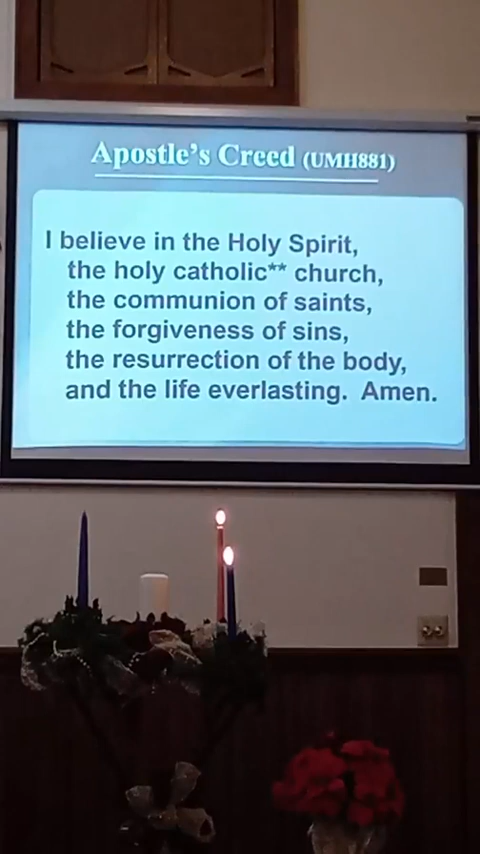 Apostle's Creed (UMH881)
I believe in the Holy Spirit,
the holy catholic** church,
the communion of saints,
the forgiveness of sins,
the resurrection of the body,
and the life everlasting. Amen.